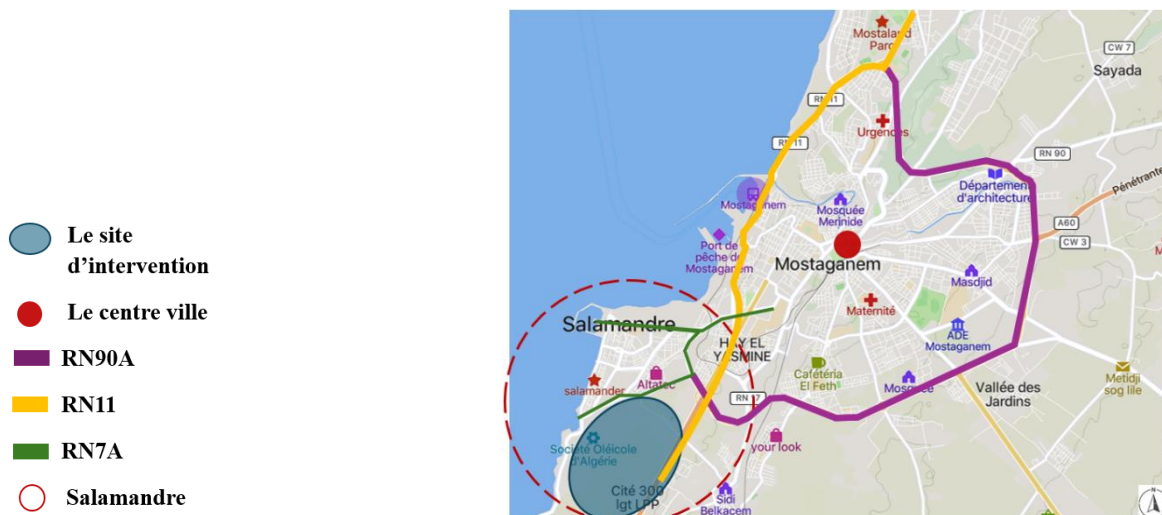 Le site
d’intervention
Le centre ville
RN90A
RN11
RN7A
Salamandre
Mostaland
Parc
CW 7
Sayada
RN 11
Urgences
RN 11
RN 90
Département
d'architecture
Pénétrante
Mostaganem
Mosquée
Merinide
A60
CW 3
Port de
pêche de
Mostaganem
Mostaganem
Masdjid
Maternité
Salamandre
ADE
Mostaganem
HAY EL
YASMINE
Cafétéria
El Feth
Mosquée
Metidji
sog lile
salamander
Altatec
Vallée des
Jardins
Société Oléicole
d'Algérie
your look
Cité 300
lgt LPP
Sidi
Belkacem
N